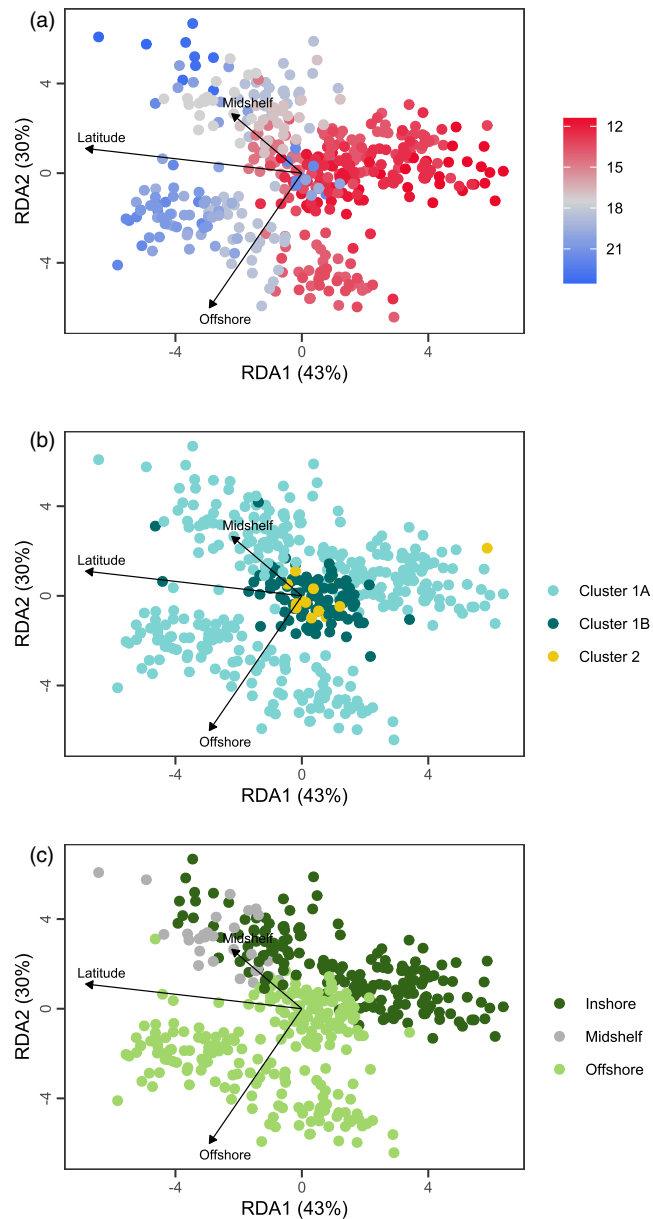 (a)
4
0
-4
RDA2 (30%)
Midshelf
Latitude
Offshore
-4
0
4
RDA1 (43%)
12
15
18
21
(b)
4
0
-4
RDA2 (30%)
Midshelf
Latitude
Offshore
-4
0
4
RDA1 (43%)
Cluster 1A
Cluster 1B
Cluster 2
(c)
4
0
-4
RDA2 (30%)
Midshelf
Latitude
Offshore
-4
0
4
RDA1 (43%)
Inshore
Midshelf
Offshore